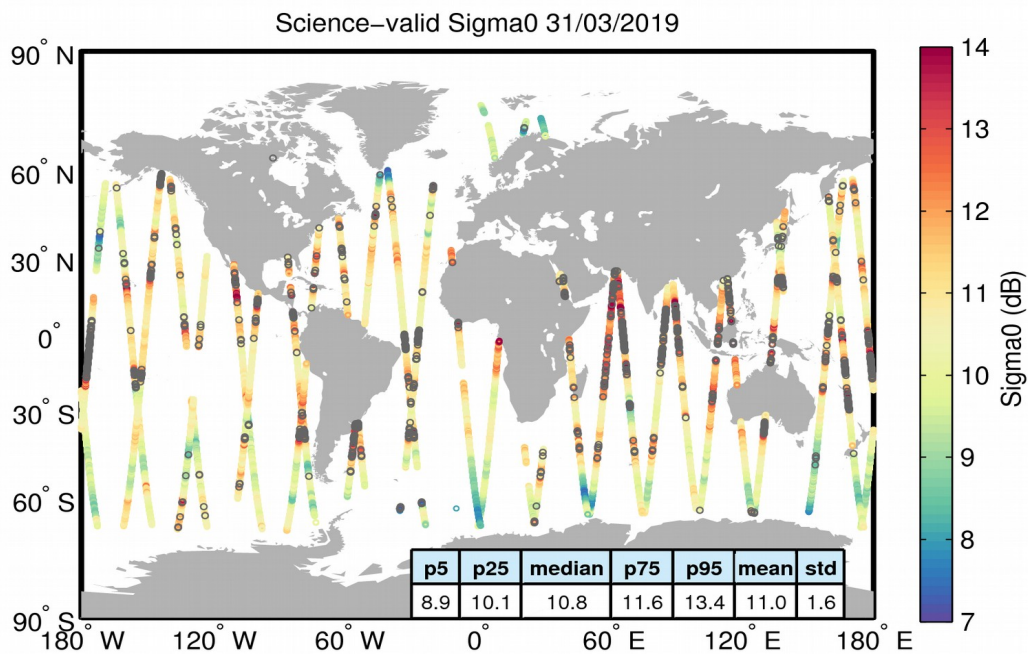 Science−valid Sigma0 31/03/2019
90° N
60° N
30° N
0°
30° S
60° S
90° S
180° W
120° W
60° W
0°
60° E
120° E
180° E
p5 p25 median p75 p95 mean std
8.9 10.1 10.8 11.6 13.4 11.0 1.6
14
13
12
11
10
9
8
7
Sigma0 (dB)